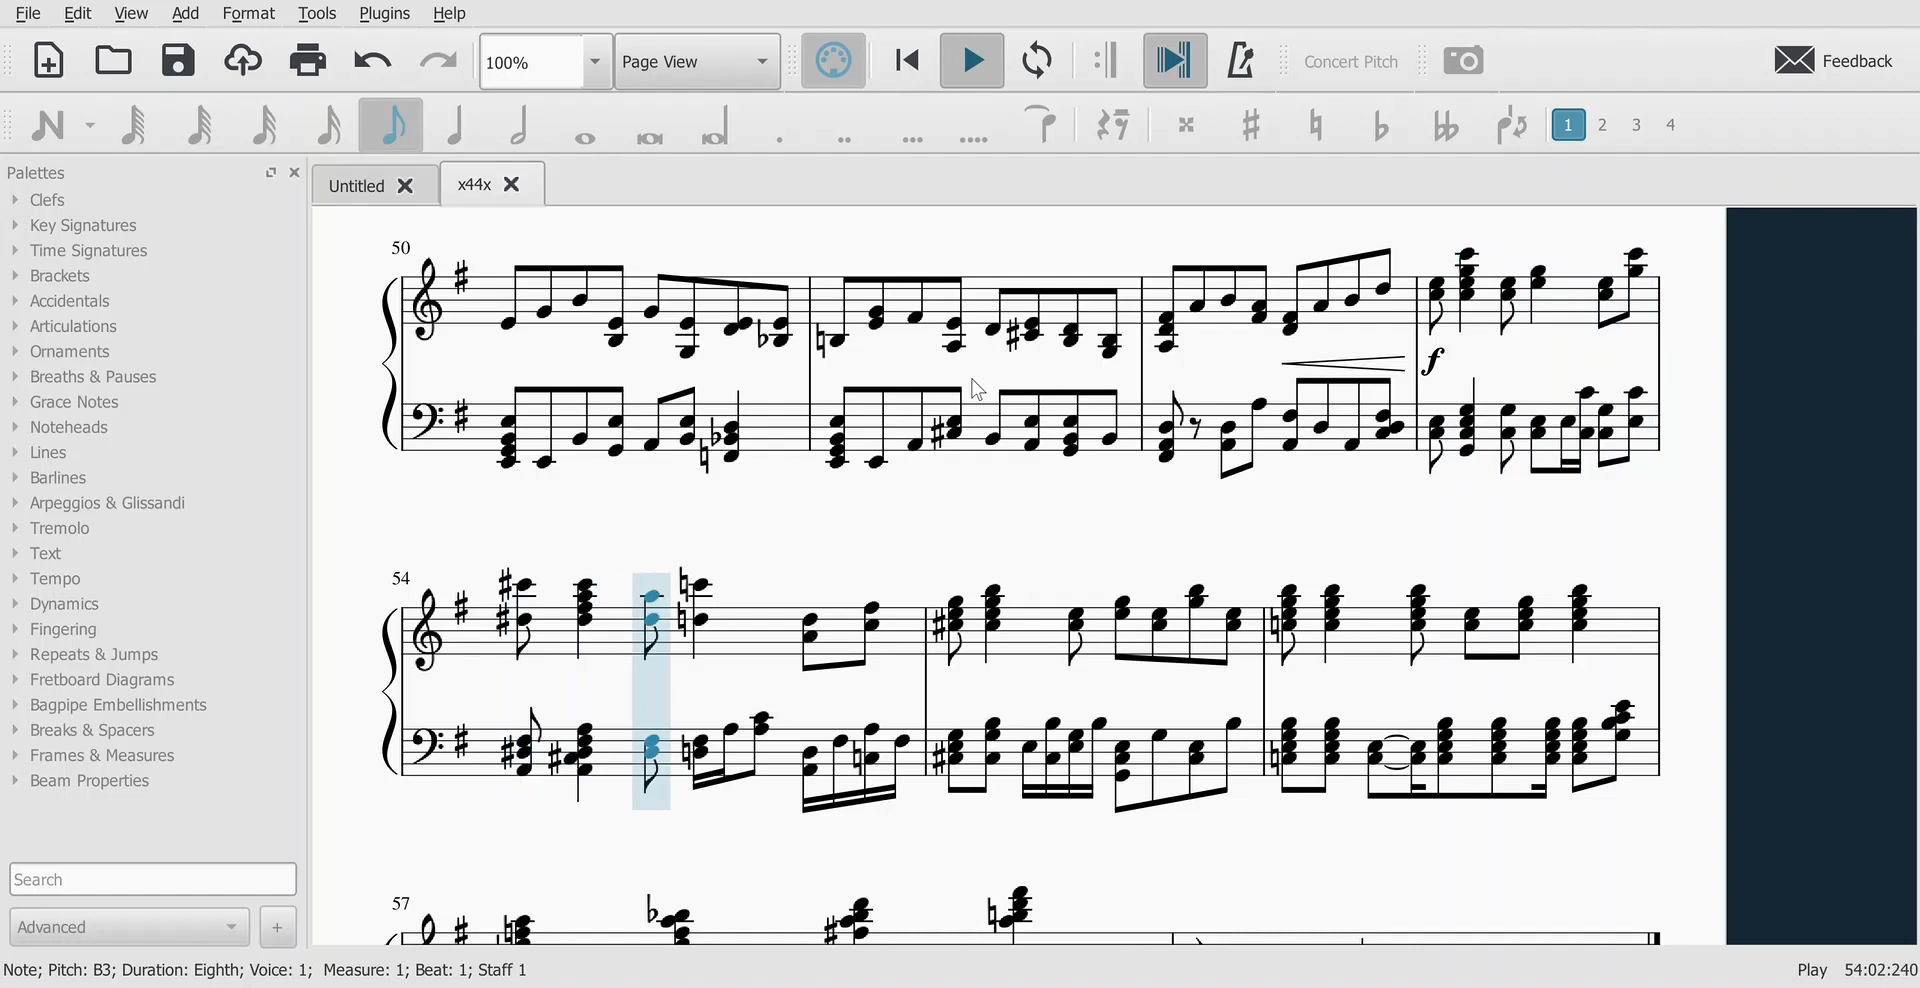 File Edit View Add Format Tools Plugins Help
100% Page View Concert Pitch Feedback
1 2 3 4
Palettes
Clefs
Key Signatures
Time Signatures
Brackets
Accidentals
Articulations
Ornaments
Breaths & Pauses
Grace Notes
Noteheads
Lines
Barlines
Arpeggios & Glissandi
Tremolo
Text
Tempo
Dynamics
Fingering
Repeats & Jumps
Fretboard Diagrams
Bagpipe Embellishments
Breaks & Spacers
Frames & Measures
Beam Properties
Search
Advanced +
Untitled x44x
50
f
54
57
Note; Pitch: B3; Duration: Eighth; Voice: 1; Measure: 1; Beat: 1; Staff 1
Play 54:02:240